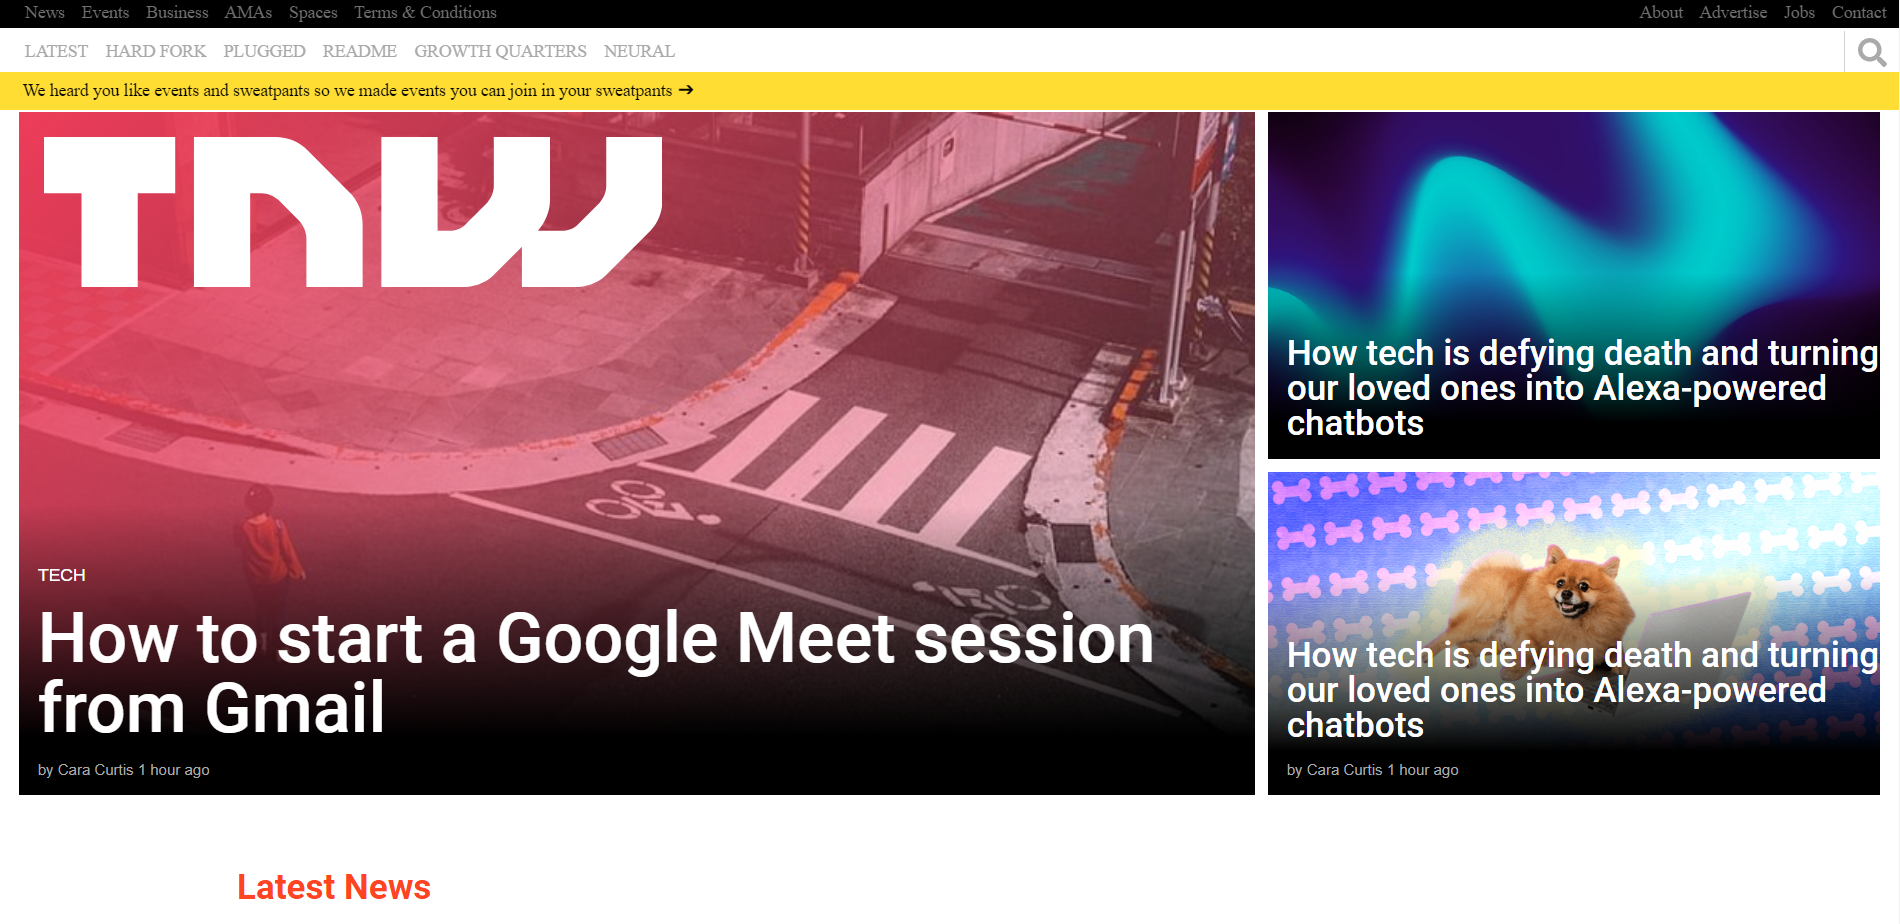 News Events Business AMAs Spaces Terms & Conditions About Advertise Jobs Contact
LATEST HARD FORK PLUGGED README GROWTH QUARTERS NEURAL
We heard you like events and sweatpants so we made events you can join in your sweatpants ➔
TNW
TECH
How to start a Google Meet session
from Gmail
by Cara Curtis 1 hour ago
How tech is defying death and turning
our loved ones into Alexa-powered
chatbots
How tech is defying death and turning
our loved ones into Alexa-powered
chatbots
by Cara Curtis 1 hour ago
Latest News